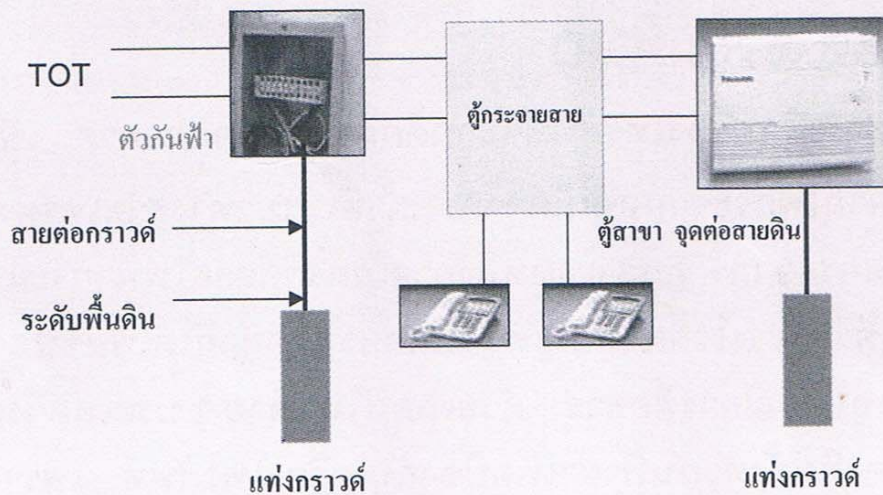 TOT
ตัวกันฟ้า
ตู้กระจายสาย
สายต่อกราวด์
ตู้สาขา จุดต่อสายดิน
ระดับพื้นดิน
แท่งกราวด์
แท่งกราวด์